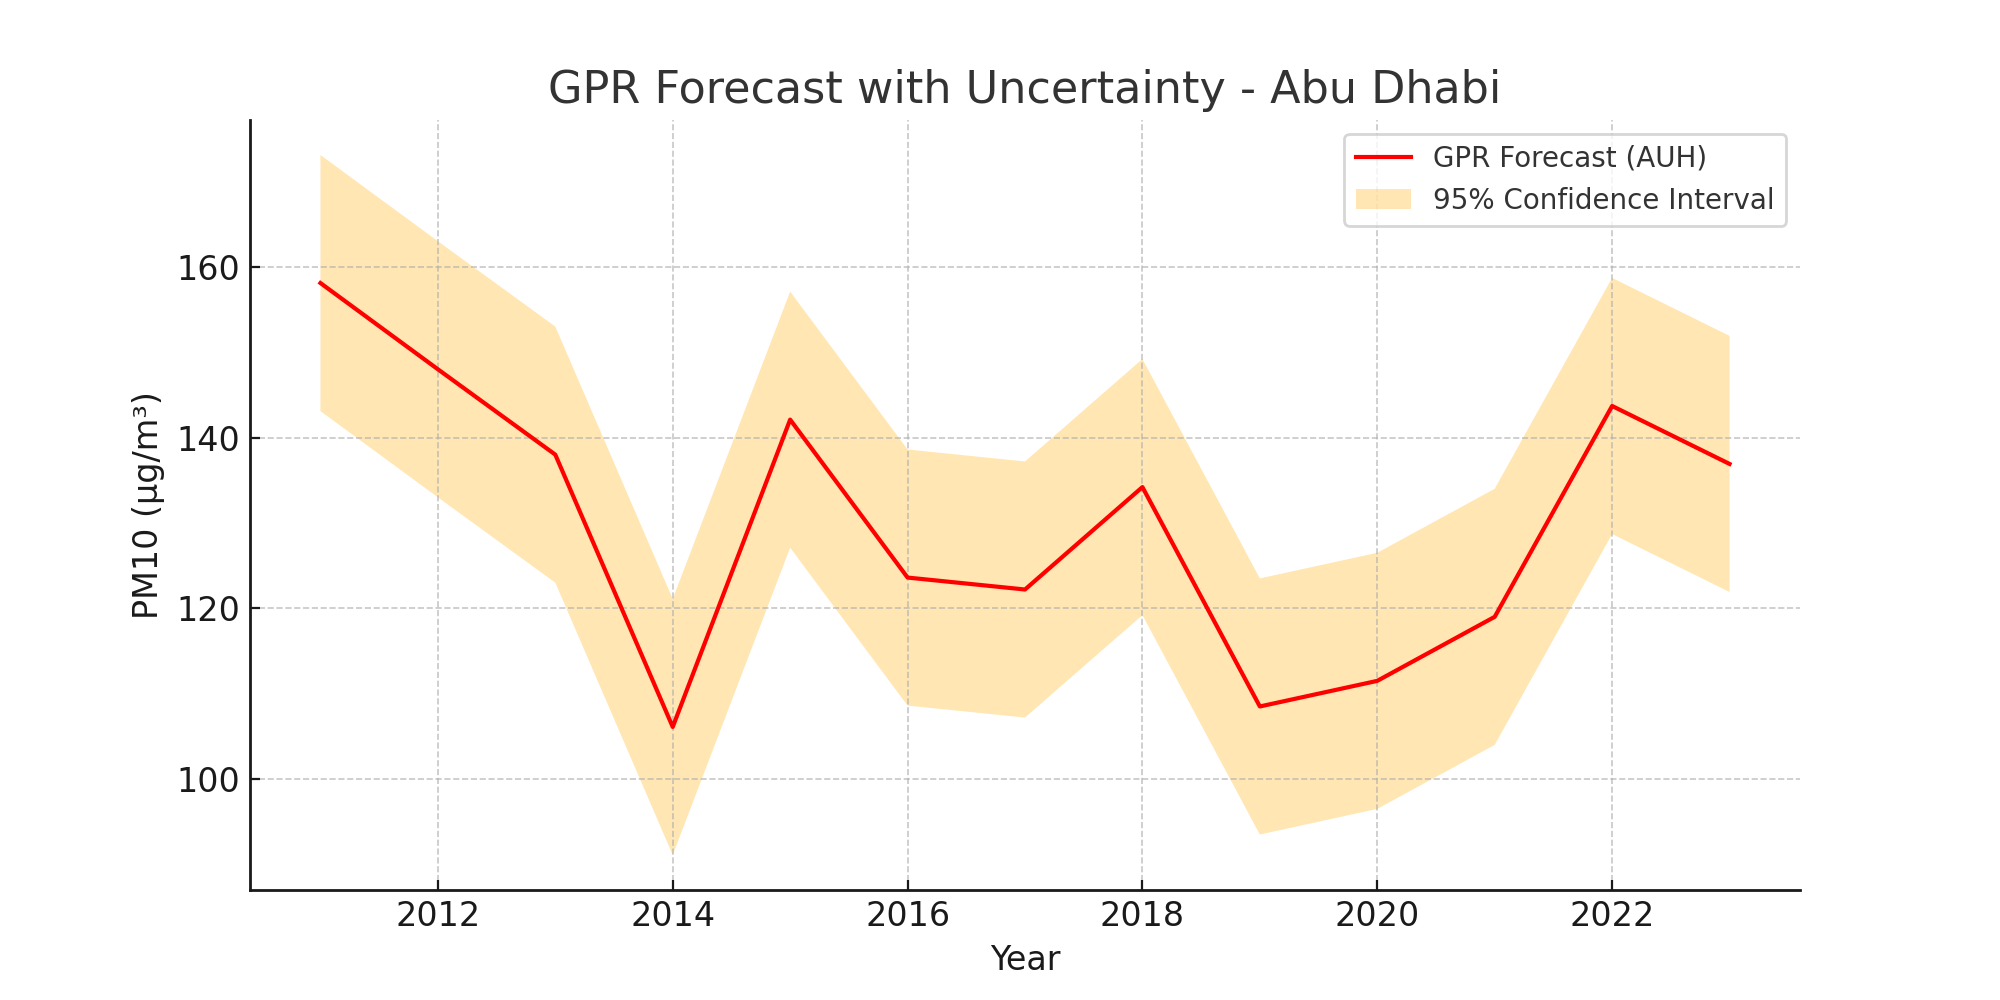 GPR Forecast with Uncertainty - Abu Dhabi
GPR Forecast (AUH)
95% Confidence Interval
PM10 (µg/m³)
160
140
120
100
2012 2014 2016 2018 2020 2022
Year